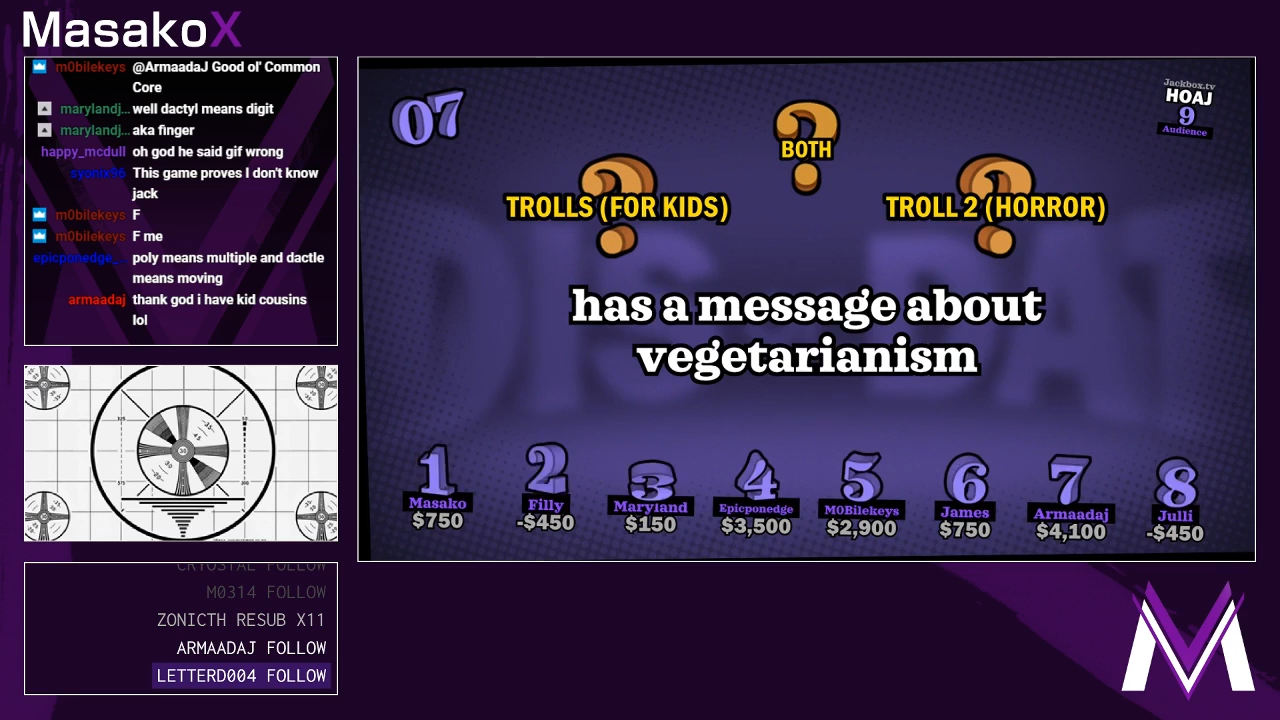 MasakoX
m0bilekeys @ArmaadaJ Good ol' Common
Core
marylandj... well dactyl means digit
marylandj... aka finger
happy_mcdull oh god he said gif wrong
syonix96 This game proves I don't know
jack
m0bilekeys F
m0bilekeys F me
epicponedge_... poly means multiple and dactle
means moving
armaadaj thank god i have kid cousins
lol
07
Jackbox.tv
HOAJ
9
Audience
BOTH
TROLLS (FOR KIDS)
TROLL 2 (HORROR)
has a message about
vegetarianism
1 2 3 4 5 6 7 8
Masako Filly Maryland Epicponedge M0Bilekeys James Armaadaj Julli
$750 -$450 $150 $3,500 $2,900 $750 $4,100 -$450
CRYOSTAL FOLLOW
M0314 FOLLOW
ZONICTH RESUB X11
ARMAADAJ FOLLOW
LETTERD004 FOLLOW